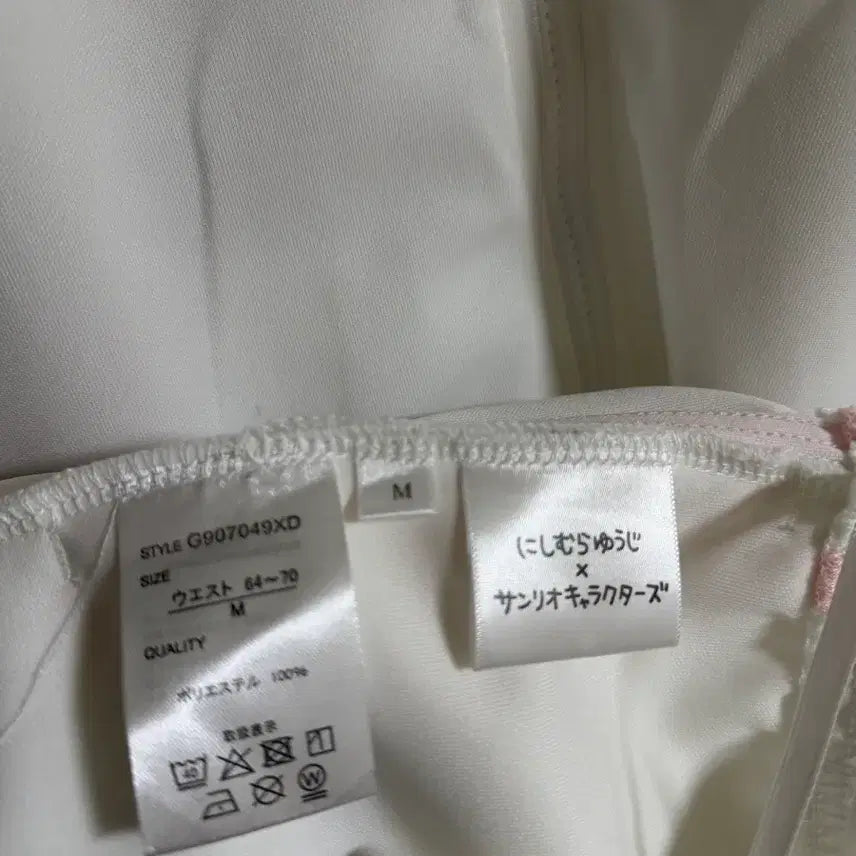 STYLE G907049XD
SIZE
ウエスト 64～70
M
QUALITY
ポリエステル 100%
取扱表示
40
W
M
にしむらゆうじ
×
サンリオキャラクターズ